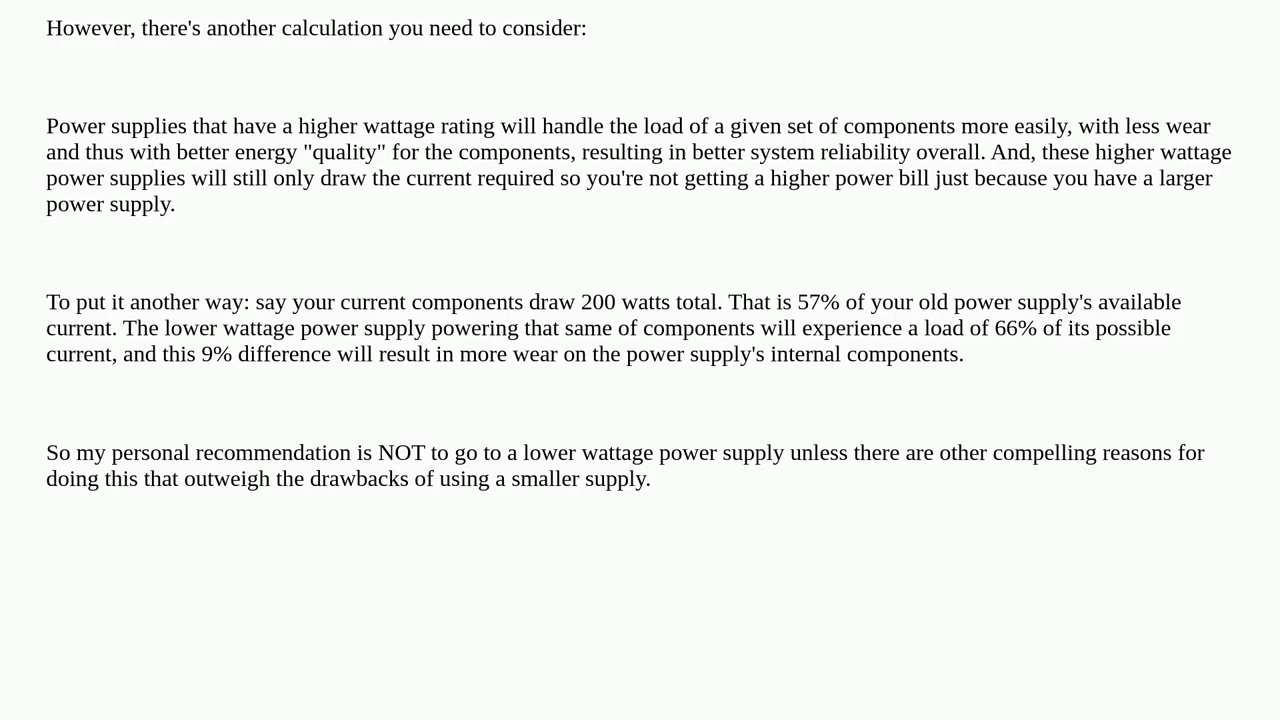 However, there's another calculation you need to consider:
Power supplies that have a higher wattage rating will handle the load of a given set of components more easily, with less wear
and thus with better energy "quality" for the components, resulting in better system reliability overall. And, these higher wattage
power supplies will still only draw the current required so you're not getting a higher power bill just because you have a larger
power supply.
To put it another way: say your current components draw 200 watts total. That is 57% of your old power supply's available
current. The lower wattage power supply powering that same of components will experience a load of 66% of its possible
current, and this 9% difference will result in more wear on the power supply's internal components.
So my personal recommendation is NOT to go to a lower wattage power supply unless there are other compelling reasons for
doing this that outweigh the drawbacks of using a smaller supply.